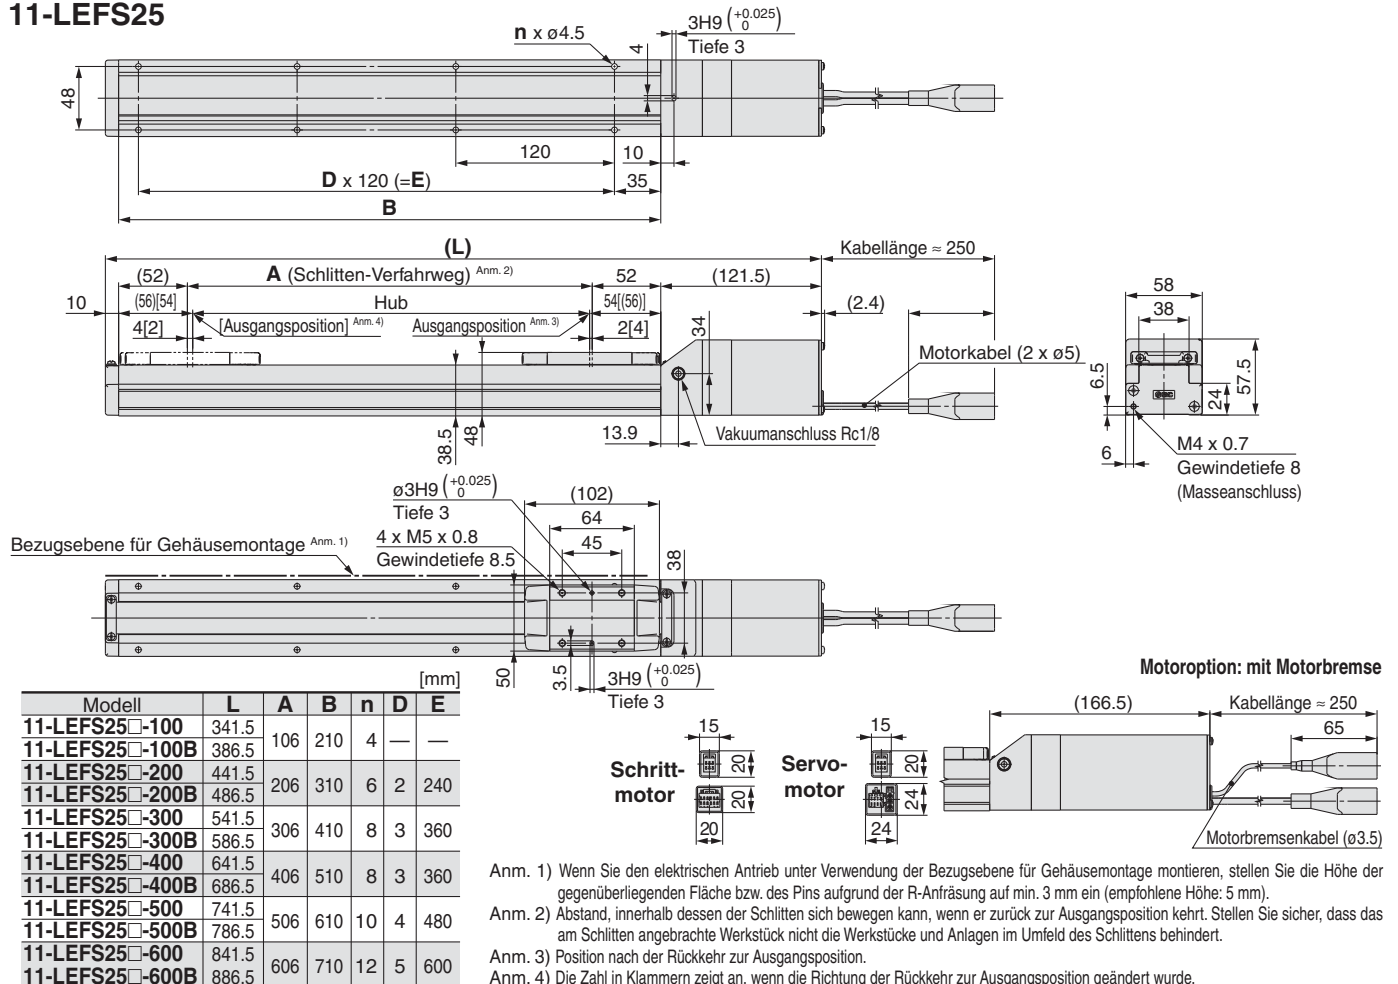 11-LEFS25
n x ø4.5
3H9 (+0.025 0)
Tiefe 3
4
48
120
10
D x 120 (=E)
35
B
(L)
Kabellänge ≈ 250
(52)
A (Schlitten-Verfahrweg) Anm. 2)
52
(121.5)
10
(56)[54]
Hub
54[(56)]
(2.4)
4[2]
[Ausgangsposition] Anm. 4)
Ausgangsposition Anm. 3)
2[4]
34
Motorkabel (2 x ø5)
38.5
48
13.9
Vakuumanschluss Rc1/8
58
38
6.5
24
57.5
SMC
6
M4 x 0.7
Gewindetiefe 8
(Masseanschluss)
ø3H9 (+0.025 0)
Tiefe 3
(102)
64
45
4 x M5 x 0.8
Gewindetiefe 8.5
38
Bezugsebene für Gehäusemontage Anm. 1)
50
3.5
3H9 (+0.025 0)
Tiefe 3
[mm]
Modell L A B n D E
11-LEFS25□-100 341.5 106 210 4 — —
11-LEFS25□-100B 386.5
11-LEFS25□-200 441.5 206 310 6 2 240
11-LEFS25□-200B 486.5
11-LEFS25□-300 541.5 306 410 8 3 360
11-LEFS25□-300B 586.5
11-LEFS25□-400 641.5 406 510 8 3 360
11-LEFS25□-400B 686.5
11-LEFS25□-500 741.5 506 610 10 4 480
11-LEFS25□-500B 786.5
11-LEFS25□-600 841.5 606 710 12 5 600
11-LEFS25□-600B 886.5
Schritt-
motor
15
20
20
20
Servo-
motor
15
20
24
24
Motoroption: mit Motorbremse
(166.5)
Kabellänge ≈ 250
65
Motorbremsenkabel (ø3.5)
Anm. 1) Wenn Sie den elektrischen Antrieb unter Verwendung der Bezugsebene für Gehäusemontage montieren, stellen Sie die Höhe der
gegenüberliegenden Fläche bzw. des Pins aufgrund der R-Anfräsung auf min. 3 mm ein (empfohlene Höhe: 5 mm).
Anm. 2) Abstand, innerhalb dessen der Schlitten sich bewegen kann, wenn er zurück zur Ausgangsposition kehrt. Stellen Sie sicher, dass das
am Schlitten angebrachte Werkstück nicht die Werkstücke und Anlagen im Umfeld des Schlittens behindert.
Anm. 3) Position nach der Rückkehr zur Ausgangsposition.
Anm. 4) Die Zahl in Klammern zeigt an, wenn die Richtung der Rückkehr zur Ausgangsposition geändert wurde.